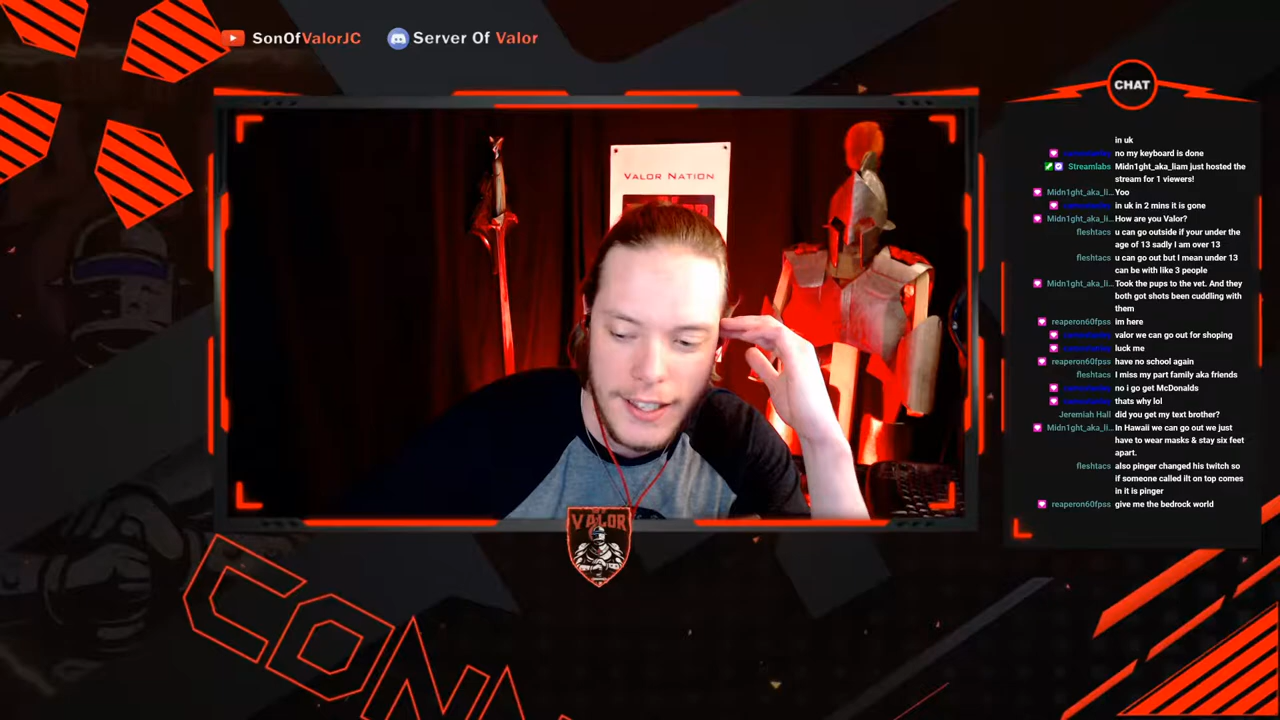 SonOfValorJC
Server Of Valor
CHAT
VALOR NATION
in uk
no my keyboard is done
Streamlabs Midn1ght_aka_liam just hosted the
stream for 1 viewers!
Midn1ght_aka_li... Yoo
in uk in 2 mins it is gone
Midn1ght_aka_li... How are you Valor?
fleshtacs u can go outside if your under the
age of 13 sadly I am over 13
fleshtacs u can go out but I mean under 13
can be with like 3 people
Midn1ght_aka_li... Took the pups to the vet. And they
both got shots been cuddling with
them
reaperon60fpss im here
valor we can go out for shoping
luck me
reaperon60fpss have no school again
fleshtacs I miss my part family aka friends
no i go get McDonalds
thats why lol
Jeremiah Hall did you get my text brother?
Midn1ght_aka_li... In Hawaii we can go out we just
have to wear masks & stay six feet
apart.
fleshtacs also pinger changed his twitch so
if someone called ilt on top comes
in it is pinger
reaperon60fpss give me the bedrock world
VALOR